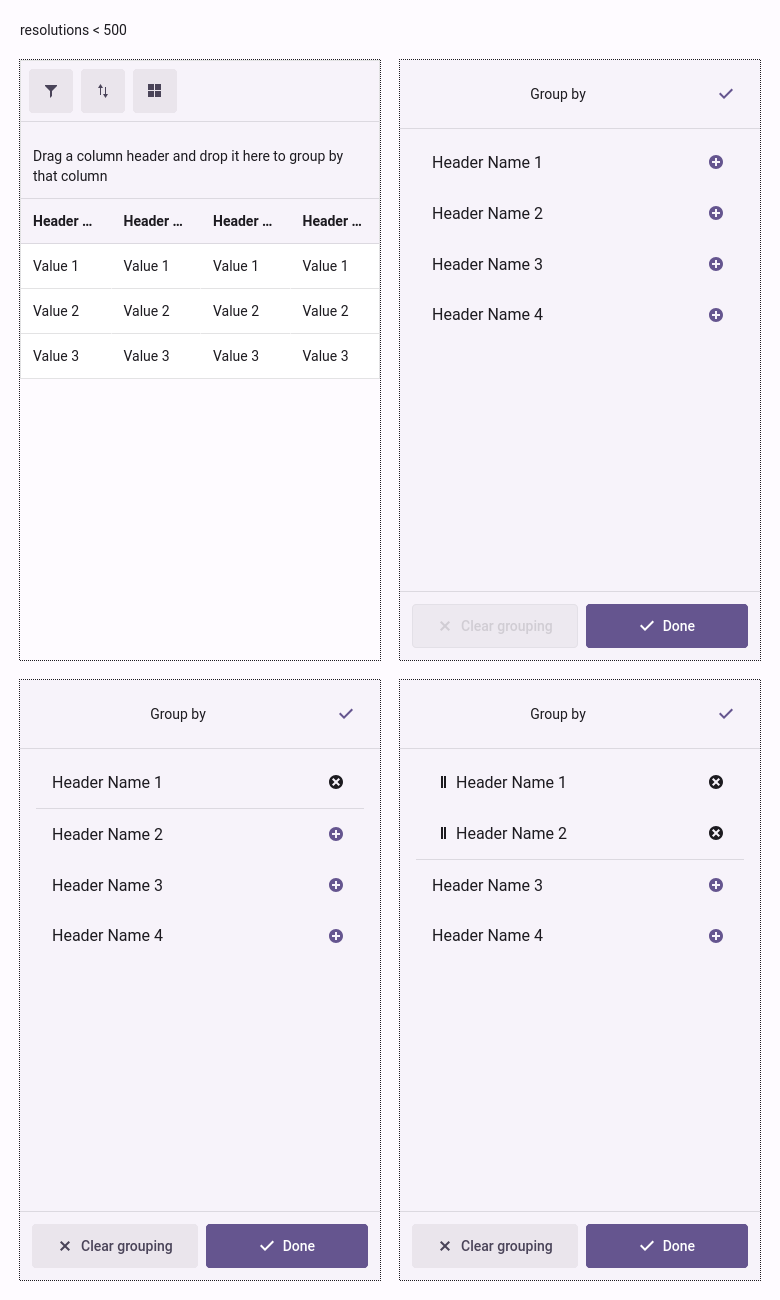 resolutions < 500
Drag a column header and drop it here to group by
that column
Header ... Header ... Header ... Header ...
Value 1 Value 1 Value 1 Value 1
Value 2 Value 2 Value 2 Value 2
Value 3 Value 3 Value 3 Value 3
Group by
Header Name 1
Header Name 2
Header Name 3
Header Name 4
Clear grouping Done
Group by
Header Name 1
Header Name 2
Header Name 3
Header Name 4
Clear grouping Done
Group by
Header Name 1
Header Name 2
Header Name 3
Header Name 4
Clear grouping Done